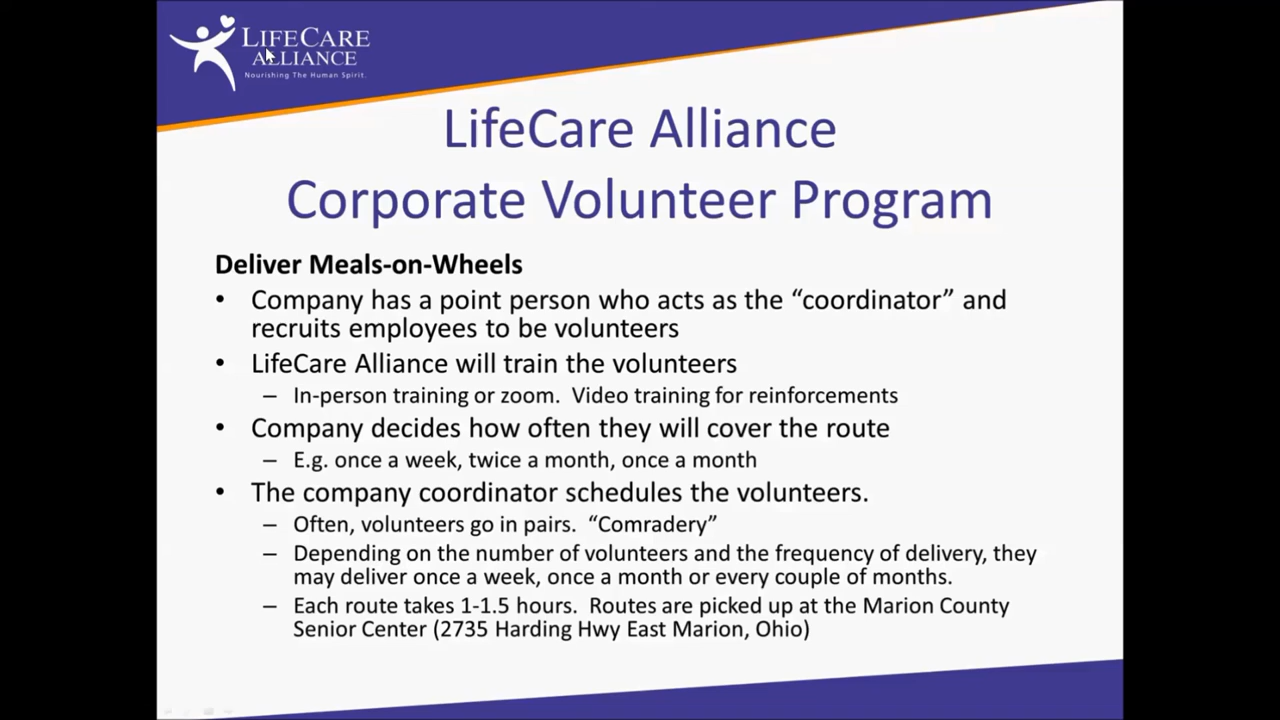 LIFECARE
ALLIANCE
Nourishing The Human Spirit.
LifeCare Alliance
Corporate Volunteer Program
Deliver Meals-on-Wheels
• Company has a point person who acts as the “coordinator” and
recruits employees to be volunteers
• LifeCare Alliance will train the volunteers
– In-person training or zoom.  Video training for reinforcements
• Company decides how often they will cover the route
– E.g. once a week, twice a month, once a month
• The company coordinator schedules the volunteers.
– Often, volunteers go in pairs.  “Comradery”
– Depending on the number of volunteers and the frequency of delivery, they
may deliver once a week, once a month or every couple of months.
– Each route takes 1-1.5 hours.  Routes are picked up at the Marion County
Senior Center (2735 Harding Hwy East Marion, Ohio)